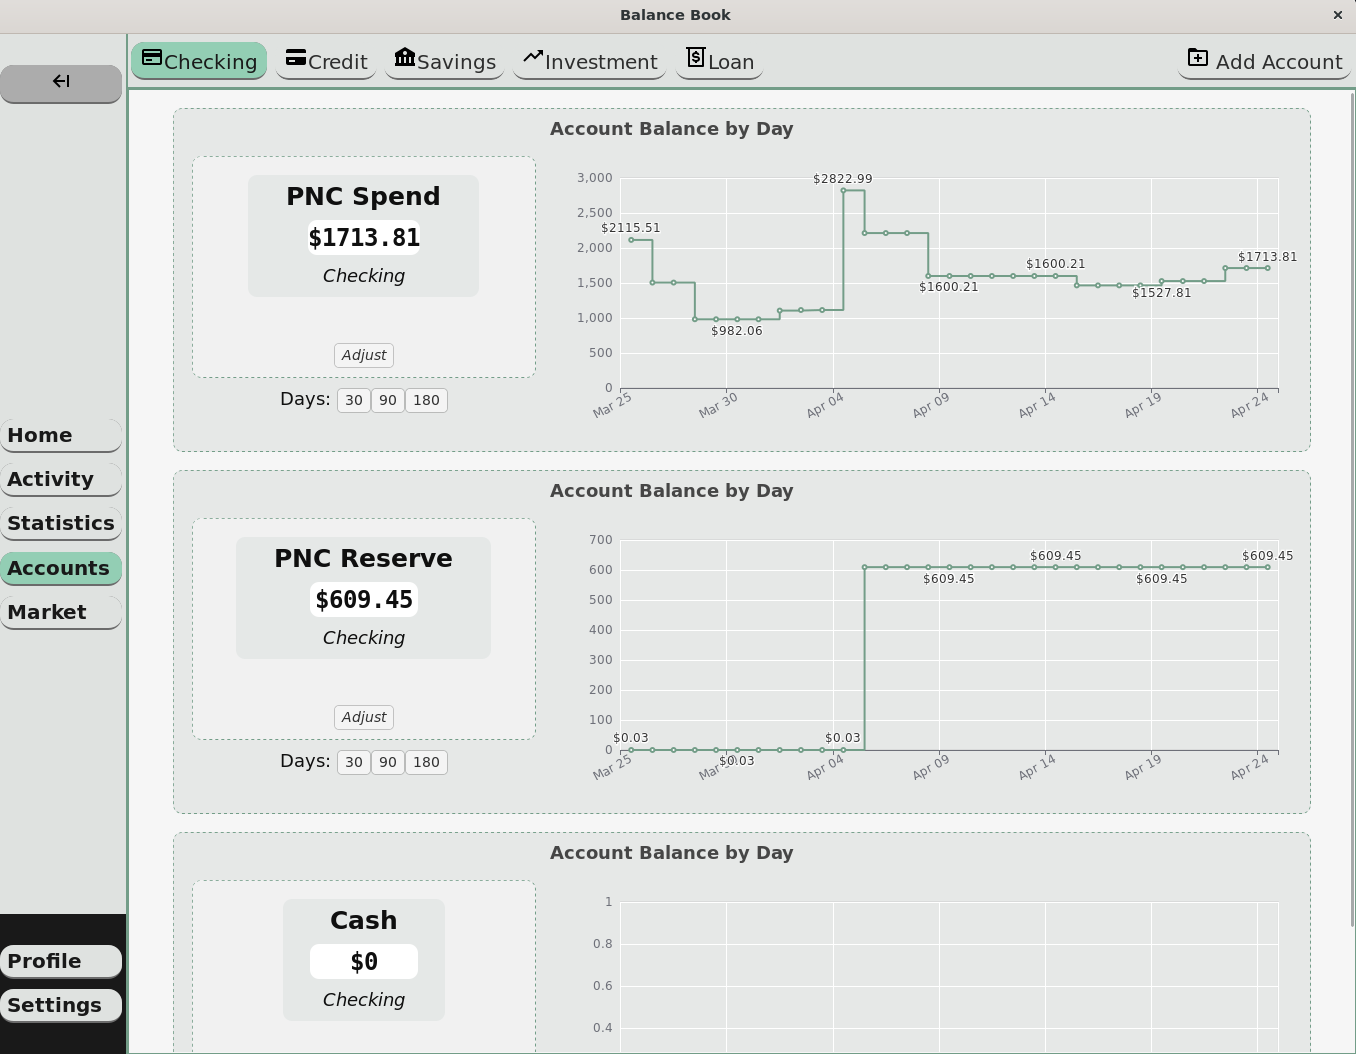 Balance Book ×
Checking Credit Savings Investment Loan Add Account
Home
Activity
Statistics
Accounts
Market
Profile
Settings
Account Balance by Day
PNC Spend
$1713.81
Checking
Adjust
Days: 30 90 180
3,000
2,500
2,000
1,500
1,000
500
0
$2115.51
$982.06
$2822.99
$1600.21
$1600.21
$1527.81
$1713.81
Mar 25 Mar 30 Apr 04 Apr 09 Apr 14 Apr 19 Apr 24
Account Balance by Day
PNC Reserve
$609.45
Checking
Adjust
Days: 30 90 180
700
600
500
400
300
200
100
0
$0.03
$0.03
$0.03
$609.45
$609.45
$609.45
$609.45
Mar 25 Mar 30 Apr 04 Apr 09 Apr 14 Apr 19 Apr 24
Account Balance by Day
Cash
$0
Checking
1
0.8
0.6
0.4